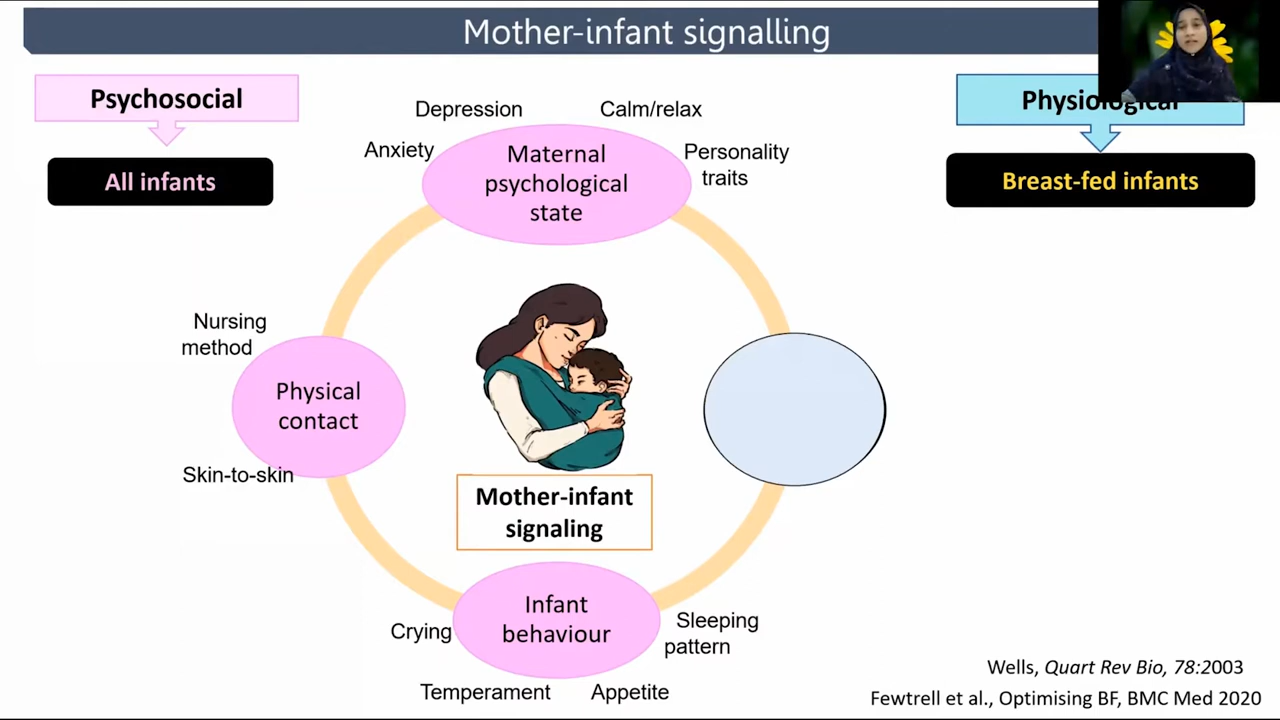 Mother-infant signalling
Psychosocial
All infants
Physiological
Breast-fed infants
Depression
Calm/relax
Anxiety
Personality
traits
Maternal
psychological
state
Nursing
method
Physical
contact
Skin-to-skin
Mother-infant
signaling
Infant
behaviour
Crying
Sleeping
pattern
Temperament
Appetite
Wells, Quart Rev Bio, 78:2003
Fewtrell et al., Optimising BF, BMC Med 2020